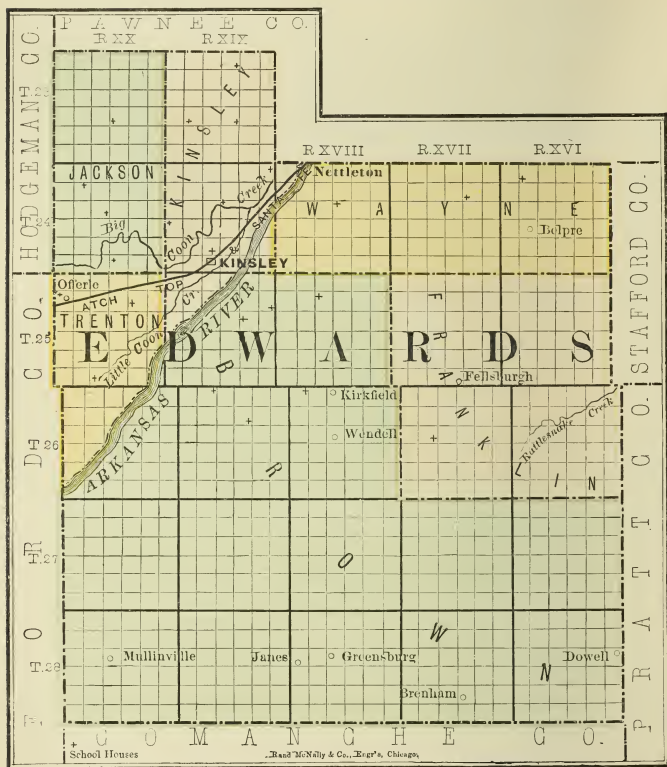 PAWNEE CO.
R.XX R.XIX
HODGEMAN CO.
KINSLEY
R.XVIII R.XVII R.XVI
JACKSON
Nettleton
Big Coon Creek
SANTA FE
WAYNE
Belpre
STAFFORD CO.
KINSLEY
Offerle
ATCH TOP &
TRENTON
Little Coon Cr.
T.25
EDWARDS
FRANKLIN
Fellsburgh
ARKANSAS RIVER
Kirkfield
Wendell
Rattlesnake Creek
T.26
BROWN
FORD CO.
T.27
PRATT CO.
T.28
Mullinville
Janes
Greensburg
Dowell
Brenham
COMANCHE CO.
School Houses
Rand McNally & Co., Engr's, Chicago,